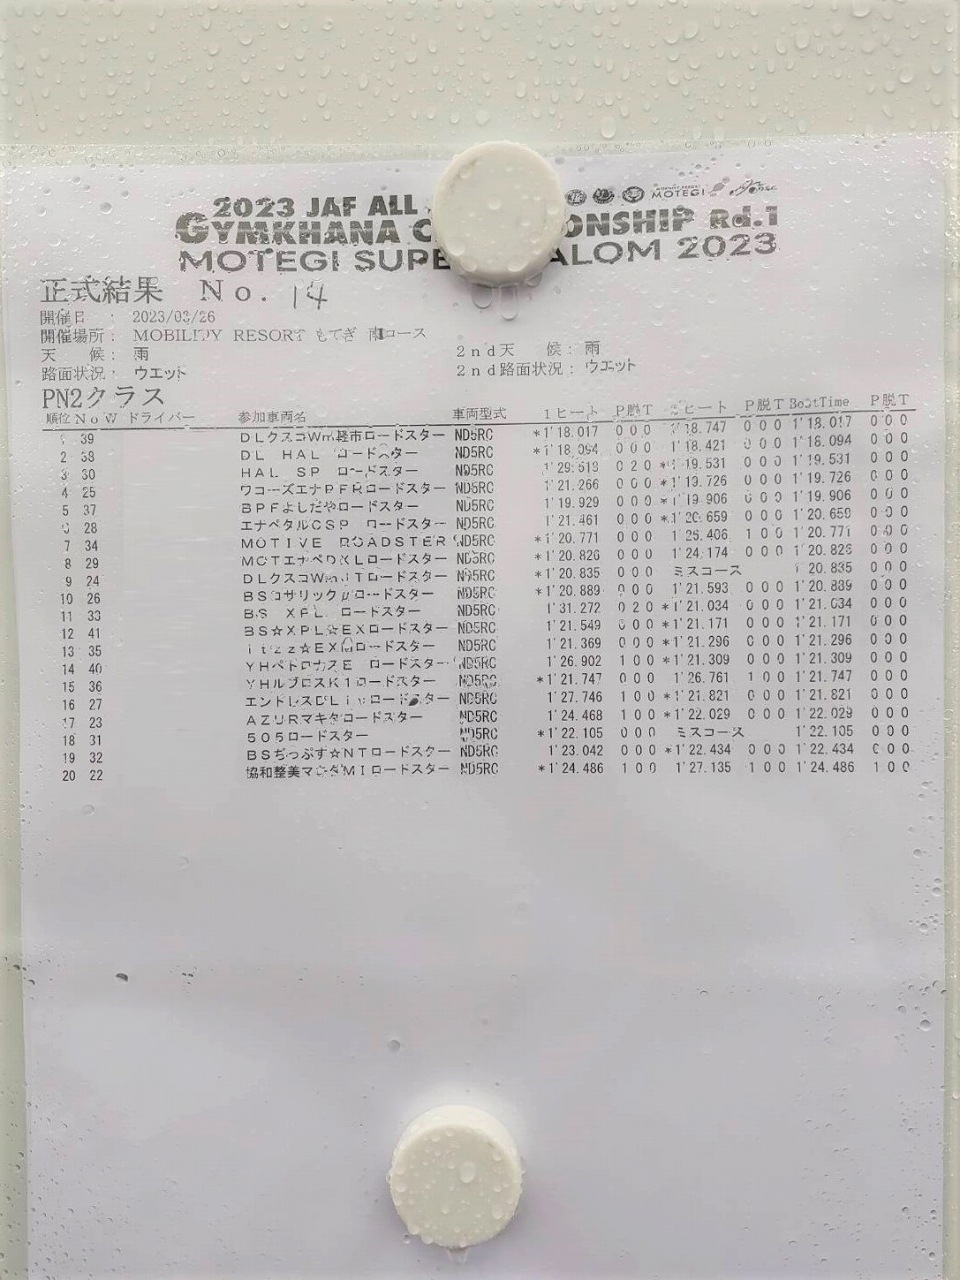 MOTEGI
2023 JAF ALL
GYMKHANA C ONSHIP Rd.1
MOTEGI SUPE ALOM 2023
正式結果 No. 14
開催日 : 2023/03/26
開催場所: MOBILITY RESORT もてぎ 南コース
天 候: 雨 2nd天 候: 雨
路面状況: ウエット 2nd路面状況: ウエット
PN2クラス
順位 No W ドライバー 参加車両名 車両型式 1ヒート P脱T 2ヒート P脱T BestTime P脱T
1 39 DLクスコWm軽市ロードスター ND5RC *1'18.017 0 0 0 1'18.747 0 0 0 1'18.017 0 0 0
2 38 DL HAL ロードスター ND5RC *1'18.094 0 0 0 1'18.421 0 0 0 1'18.094 0 0 0
3 30 HAL SP ロードスター ND5RC 1'29.513 0 2 0 *1'19.531 0 0 0 1'19.531 0 0 0
4 25 ワコーズエナPFRロードスター ND5RC 1'21.266 0 0 0 *1'19.726 0 0 0 1'19.726 0 0 0
5 37 BPFよしだやロードスター ND5RC 1'19.929 0 0 0 *1'19.906 0 0 0 1'19.906 0 0 0
6 28 エナペタルCSP ロードスター ND5RC 1'21.461 0 0 0 *1'20.659 0 0 0 1'20.659 0 0 0
7 34 MOTIVE ROADSTER ND5RC *1'20.771 0 0 0 1'25.406 1 0 0 1'20.771 0 0 0
8 29 ロードスター ND5RC *1'20.826 0 0 0 1'24.174 0 0 0 1'20.826 0 0 0
9 24 ロードスター ND5RC *1'20.835 0 0 0 ミスコース 1'20.835 0 0 0
10 26 ロードスター ND5RC *1'20.889 0 0 0 1'21.593 0 0 0 1'20.889 0 0 0
11 33 BS XPL ロードスター ND5RC 1'31.272 0 2 0 *1'21.034 0 0 0 1'21.034 0 0 0
12 41 BS☆XPL☆EXロードスター ND5RC 1'21.549 0 0 0 *1'21.171 0 0 0 1'21.171 0 0 0
13 35 itzz☆EX ロードスター ND5RC 1'21.369 0 0 0 *1'21.296 0 0 0 1'21.296 0 0 0
14 40 YHペトロナスE ロードスター ND5RC 1'26.902 1 0 0 *1'21.309 0 0 0 1'21.309 0 0 0
15 36 YHルブロスK1ロードスター ND5RC *1'21.747 0 0 0 1'26.761 1 0 0 1'21.747 0 0 0
16 27 エンドレスDL ロードスター ND5RC 1'27.746 1 0 0 *1'21.821 0 0 0 1'21.821 0 0 0
17 23 AZURマキタロードスター ND5RC 1'24.468 1 0 0 *1'22.029 0 0 0 1'22.029 0 0 0
18 31 505ロードスター ND5RC *1'22.105 0 0 0 ミスコース 1'22.105 0 0 0
19 32 BSぢっぷす☆NTロードスター ND5RC 1'23.042 0 0 0 *1'22.434 0 0 0 1'22.434 0 0 0
20 22 協和整美 MIロードスター ND5RC *1'24.486 1 0 0 1'27.135 1 0 0 1'24.486 1 0 0